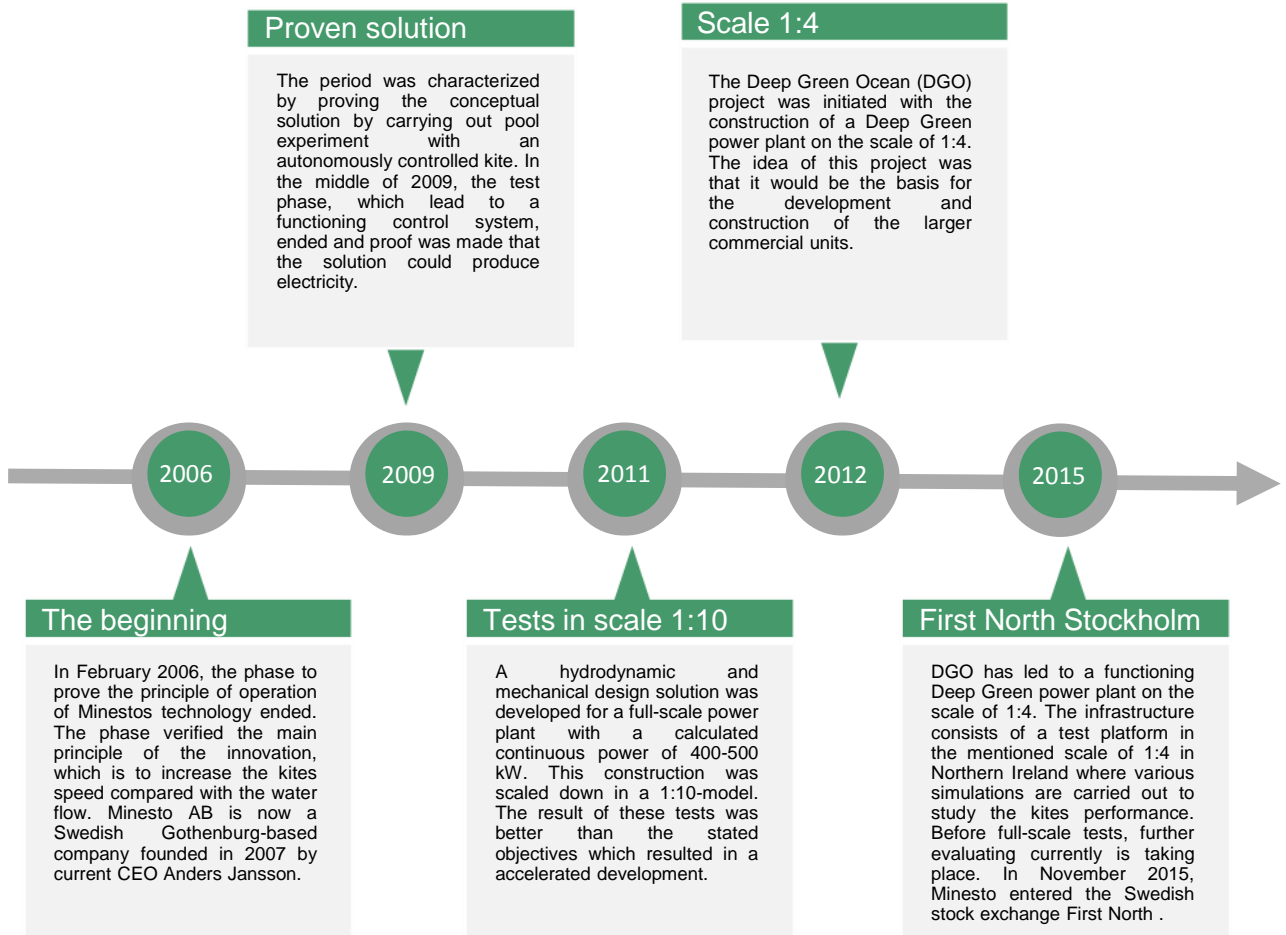 Proven solution
The period was characterized
by proving the conceptual
solution by carrying out pool
experiment with an
autonomously controlled kite. In
the middle of 2009, the test
phase, which lead to a
functioning control system,
ended and proof was made that
the solution could produce
electricity.
Scale 1:4
The Deep Green Ocean (DGO)
project was initiated with the
construction of a Deep Green
power plant on the scale of 1:4.
The idea of this project was
that it would be the basis for
the development and
construction of the larger
commercial units.
2006
2009
2011
2012
2015
The beginning
In February 2006, the phase to
prove the principle of operation
of Minestos technology ended.
The phase verified the main
principle of the innovation,
which is to increase the kites
speed compared with the water
flow. Minesto AB is now a
Swedish Gothenburg-based
company founded in 2007 by
current CEO Anders Jansson.
Tests in scale 1:10
A hydrodynamic and
mechanical design solution was
developed for a full-scale power
plant with a calculated
continuous power of 400-500
kW. This construction was
scaled down in a 1:10-model.
The result of these tests was
better than the stated
objectives which resulted in a
accelerated development.
First North Stockholm
DGO has led to a functioning
Deep Green power plant on the
scale of 1:4. The infrastructure
consists of a test platform in
the mentioned scale of 1:4 in
Northern Ireland where various
simulations are carried out to
study the kites performance.
Before full-scale tests, further
evaluating currently is taking
place. In November 2015,
Minesto entered the Swedish
stock exchange First North .